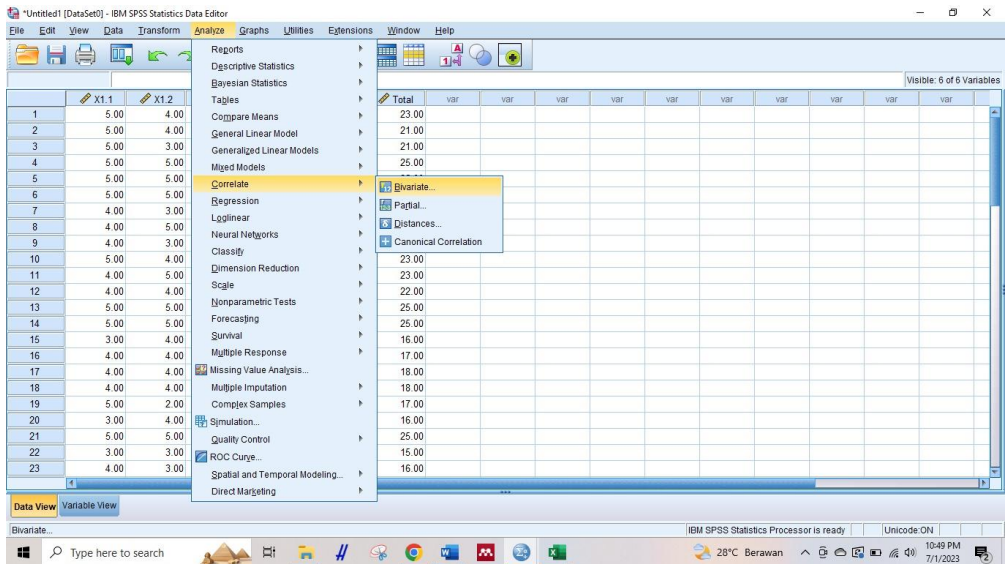 *Untitled1 [DataSet0] - IBM SPSS Statistics Data Editor
File Edit View Data Transform Analyze Graphs Utilities Extensions Window Help
Visible: 6 of 6 Variables
X1.1 X1.2 Total var var var var var var var var var
1 5.00 4.00 23.00
2 5.00 4.00 21.00
3 5.00 3.00 21.00
4 5.00 5.00 25.00
5 5.00 5.00
6 5.00 5.00
7 4.00 3.00
8 4.00 5.00
9 4.00 3.00
10 5.00 4.00 23.00
11 4.00 5.00 23.00
12 4.00 4.00 22.00
13 5.00 5.00 25.00
14 5.00 5.00 25.00
15 3.00 4.00 16.00
16 4.00 4.00 17.00
17 4.00 4.00 18.00
18 4.00 4.00 18.00
19 5.00 2.00 17.00
20 3.00 4.00 16.00
21 5.00 5.00 25.00
22 3.00 3.00 15.00
23 4.00 3.00 16.00
Reports
Descriptive Statistics
Bayesian Statistics
Tables
Compare Means
General Linear Model
Generalized Linear Models
Mixed Models
Correlate
Regression
Loglinear
Neural Networks
Classify
Dimension Reduction
Scale
Nonparametric Tests
Forecasting
Survival
Multiple Response
Missing Value Analysis...
Multiple Imputation
Complex Samples
Simulation...
Quality Control
ROC Curve...
Spatial and Temporal Modeling...
Direct Marketing
Bivariate...
Partial...
Distances...
Canonical Correlation
Data View Variable View
Bivariate... IBM SPSS Statistics Processor is ready Unicode:ON
Type here to search 28°C Berawan 10:49 PM
7/1/2023